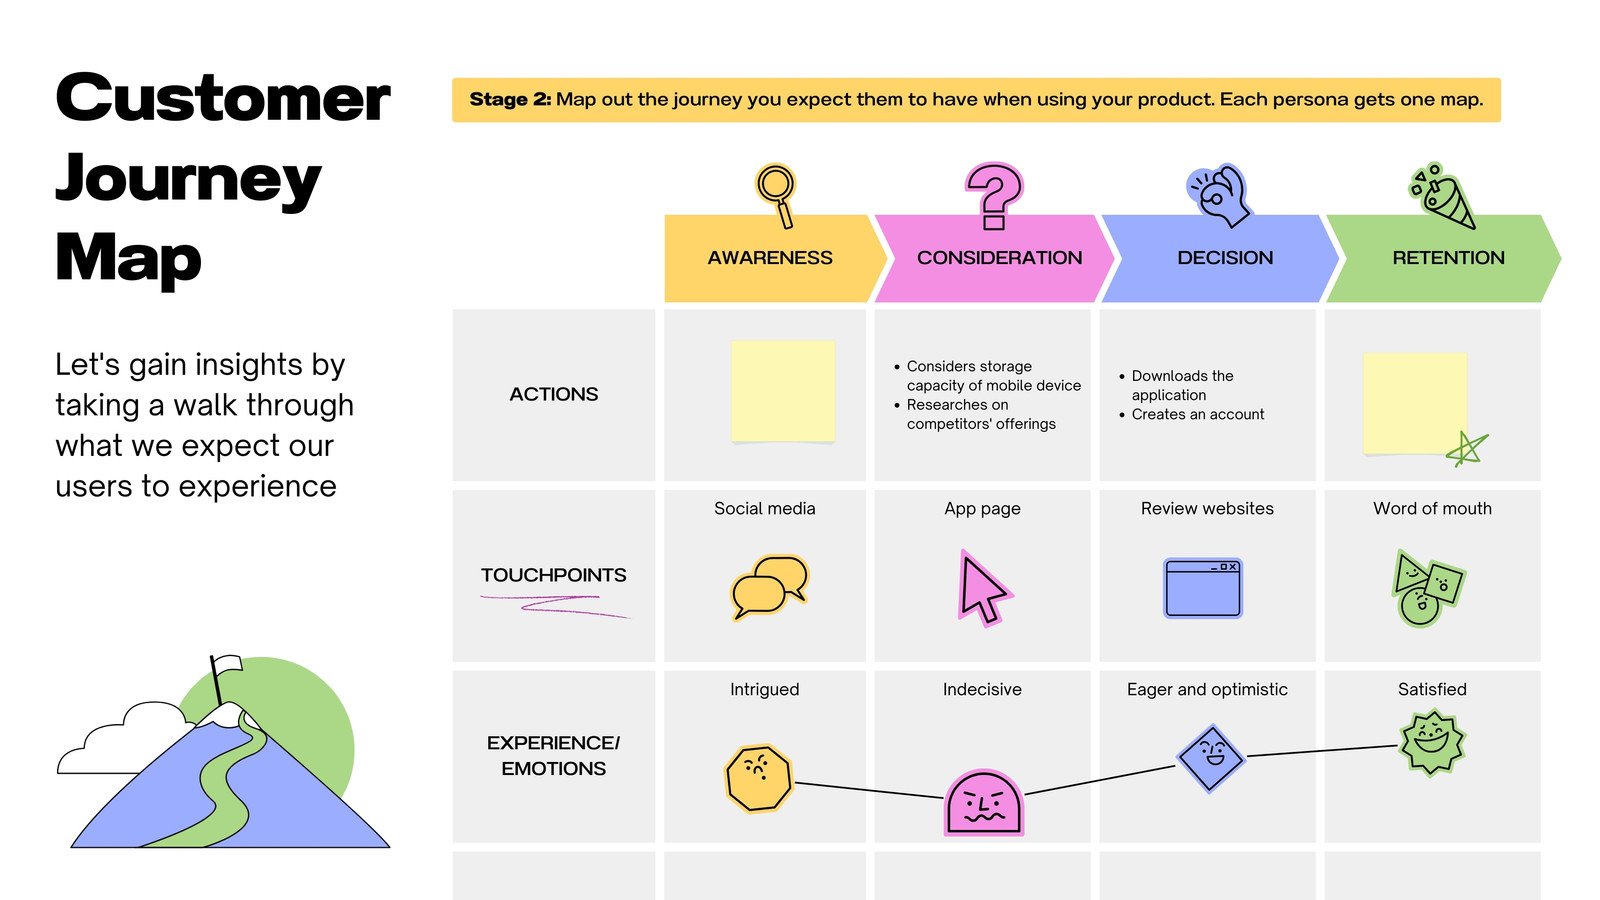 Customer
Journey
Map
Let's gain insights by
taking a walk through
what we expect our
users to experience
Stage 2: Map out the journey you expect them to have when using your product. Each persona gets one map.
AWARENESS
CONSIDERATION
DECISION
RETENTION
ACTIONS
• Considers storage
capacity of mobile device
• Researches on
competitors' offerings
• Downloads the
application
• Creates an account
TOUCHPOINTS
Social media
App page
Review websites
Word of mouth
EXPERIENCE/
EMOTIONS
Intrigued
Indecisive
Eager and optimistic
Satisfied